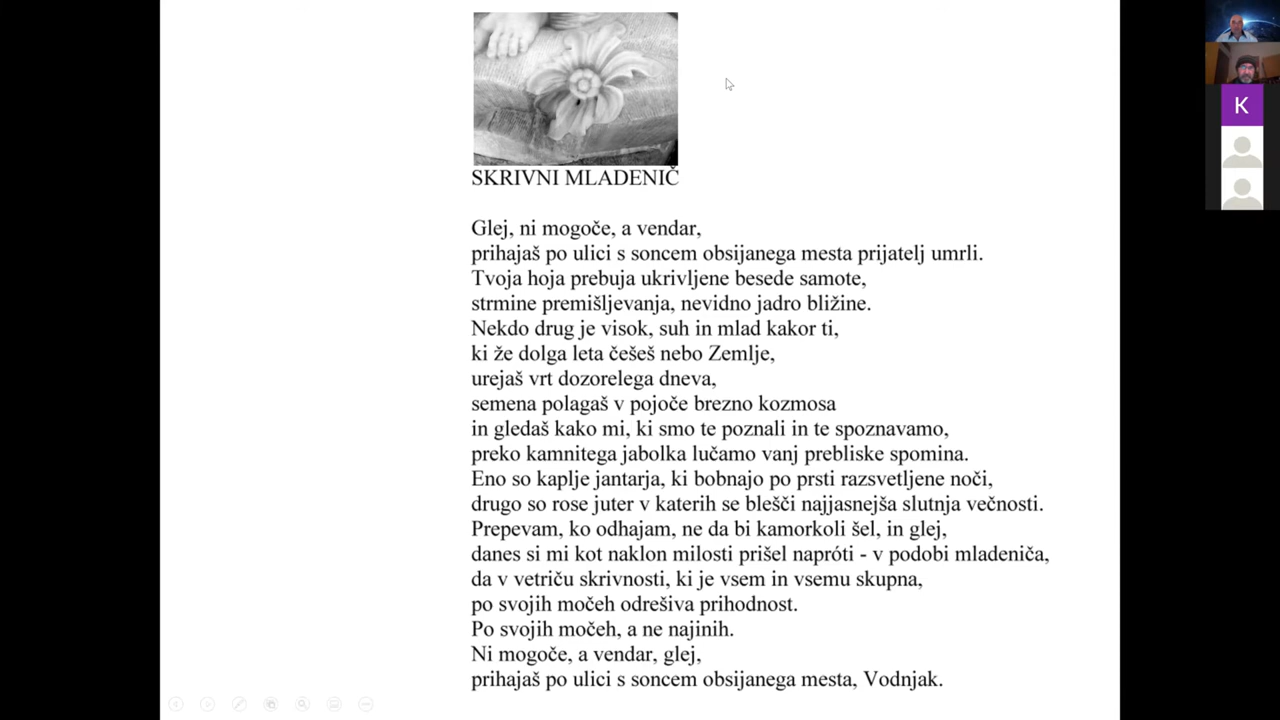 SKRIVNI MLADENIČ
Glej, ni mogoče, a vendar,
prihajaš po ulici s soncem obsijanega mesta prijatelj umrli.
Tvoja hoja prebuja ukrivljene besede samote,
strmine premišljevanja, nevidno jadro bližine.
Nekdo drug je visok, suh in mlad kakor ti,
ki že dolga leta češeš nebo Zemlje,
urejaš vrt dozorelega dneva,
semena polagaš v pojoče brezno kozmosa
in gledaš kako mi, ki smo te poznali in te spoznavamo,
preko kamnitega jabolka lučamo vanj prebliske spomina.
Eno so kaplje jantarja, ki bobnajo po prsti razsvetljene noči,
drugo so rose juter v katerih se blešči najjasnejša slutnja večnosti.
Prepevam, ko odhajam, ne da bi kamorkoli šel, in glej,
danes si mi kot naklon milosti prišel napróti - v podobi mladeniča,
da v vetriču skrivnosti, ki je vsem in vsemu skupna,
po svojih močeh odrešiva prihodnost.
Po svojih močeh, a ne najinih.
Ni mogoče, a vendar, glej,
prihajaš po ulici s soncem obsijanega mesta, Vodnjak.
K